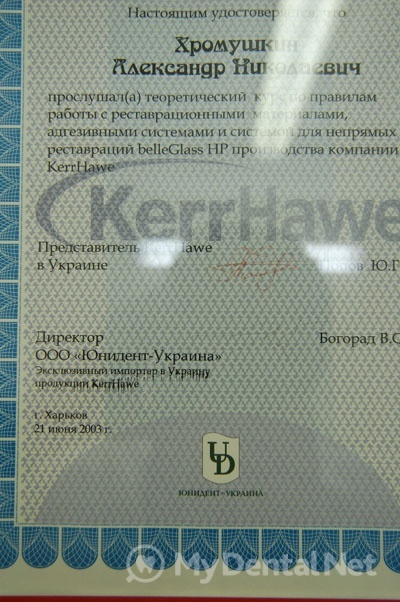 Настоящим удостоверяется, что
Хромушкин
Александр Николаевич
прослушал(а) теоретический курс по правилам
работы с реставрационными материалами,
адгезивными системами и системой для непрямых
реставраций belleGlass HP производства компании
KerrHawe
KerrHawe
Представитель KerrHawe
в Украине Ю.Г
Директор Богорад В.С
ООО «Юнидент-Украина»
Эксклюзивный импортер в Украину
продукции KerrHawe
г. Харьков
21 июня 2003 г.
UD
ЮНИДЕНТ-УКРАИНА
MyDental.Net